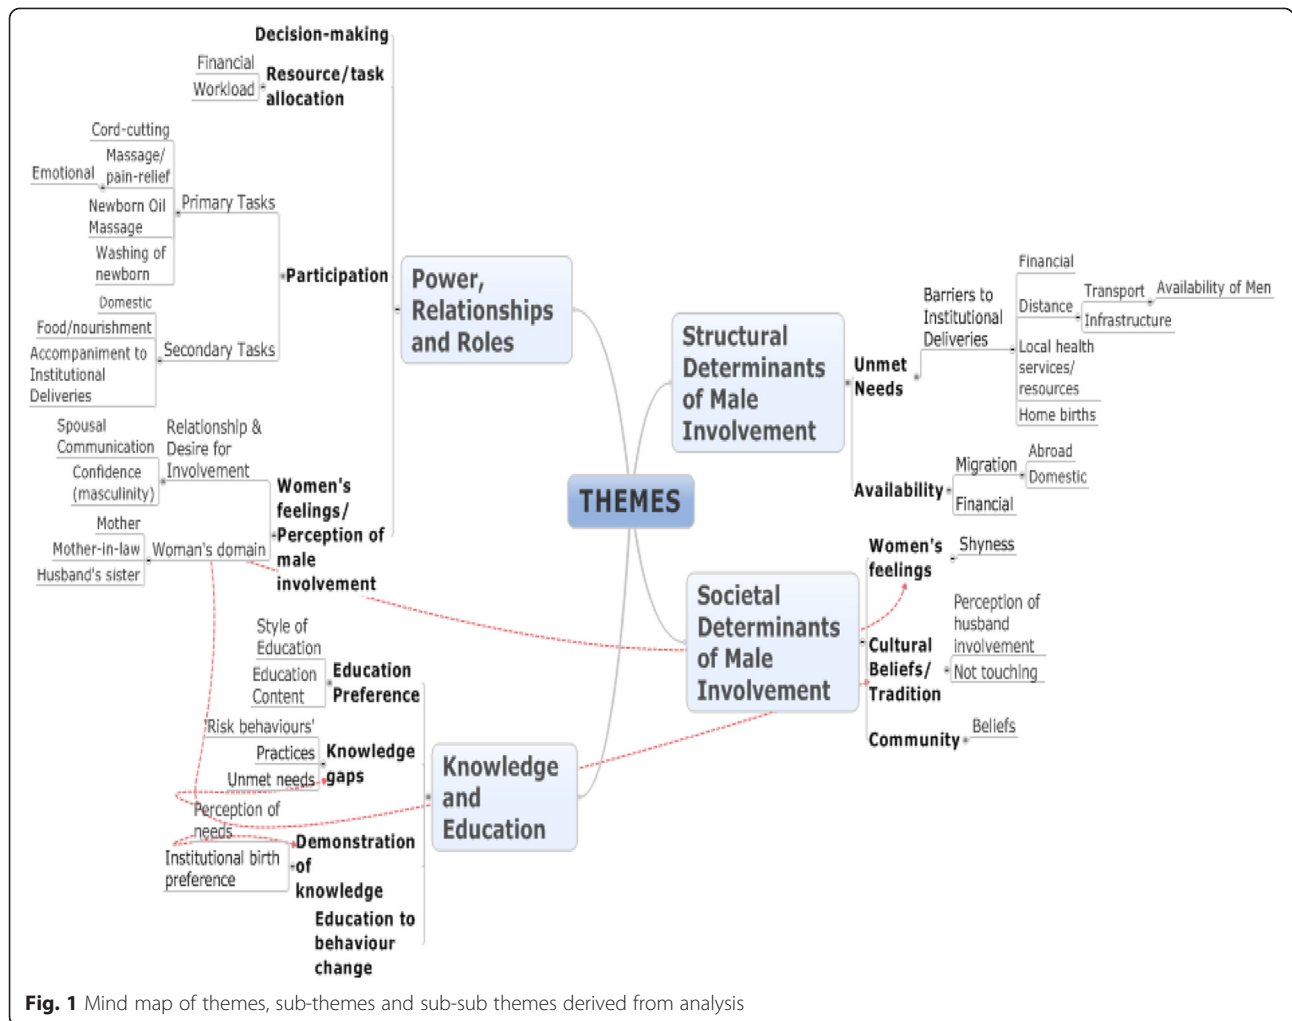 Decision-making
Financial
Workload
Resource/task
allocation
Cord-cutting
Massage/
pain-relief
Emotional
Newborn Oil
Massage
Washing of
newborn
Primary Tasks
Participation
Domestic
Food/nourishment
Accompaniment to
Institutional
Deliveries
Secondary Tasks
Spousal
Communication
Confidence
(masculinity)
Relationship &
Desire for
Involvement
Mother
Mother-in-law
Husband's sister
Woman's domain
Women's
feelings/
Perception of
male
involvement
Power,
Relationships
and Roles
Style of
Education
Education
Content
Education
Preference
'Risk behaviours'
Practices
Unmet needs
Knowledge
gaps
Perception of
needs
Institutional birth
preference
Demonstration
of
knowledge
Education to
behaviour
change
Knowledge
and
Education
THEMES
Structural
Determinants
of Male
Involvement
Unmet
Needs
Barriers to
Institutional
Deliveries
Financial
Distance
Transport
Availability of Men
Infrastructure
Local health
services/
resources
Home births
Availability
Migration
Abroad
Domestic
Financial
Societal
Determinants
of Male
Involvement
Women's
feelings
Shyness
Cultural
Beliefs/
Tradition
Perception of
husband
involvement
Not touching
Community
Beliefs
Fig. 1 Mind map of themes, sub-themes and sub-sub themes derived from analysis